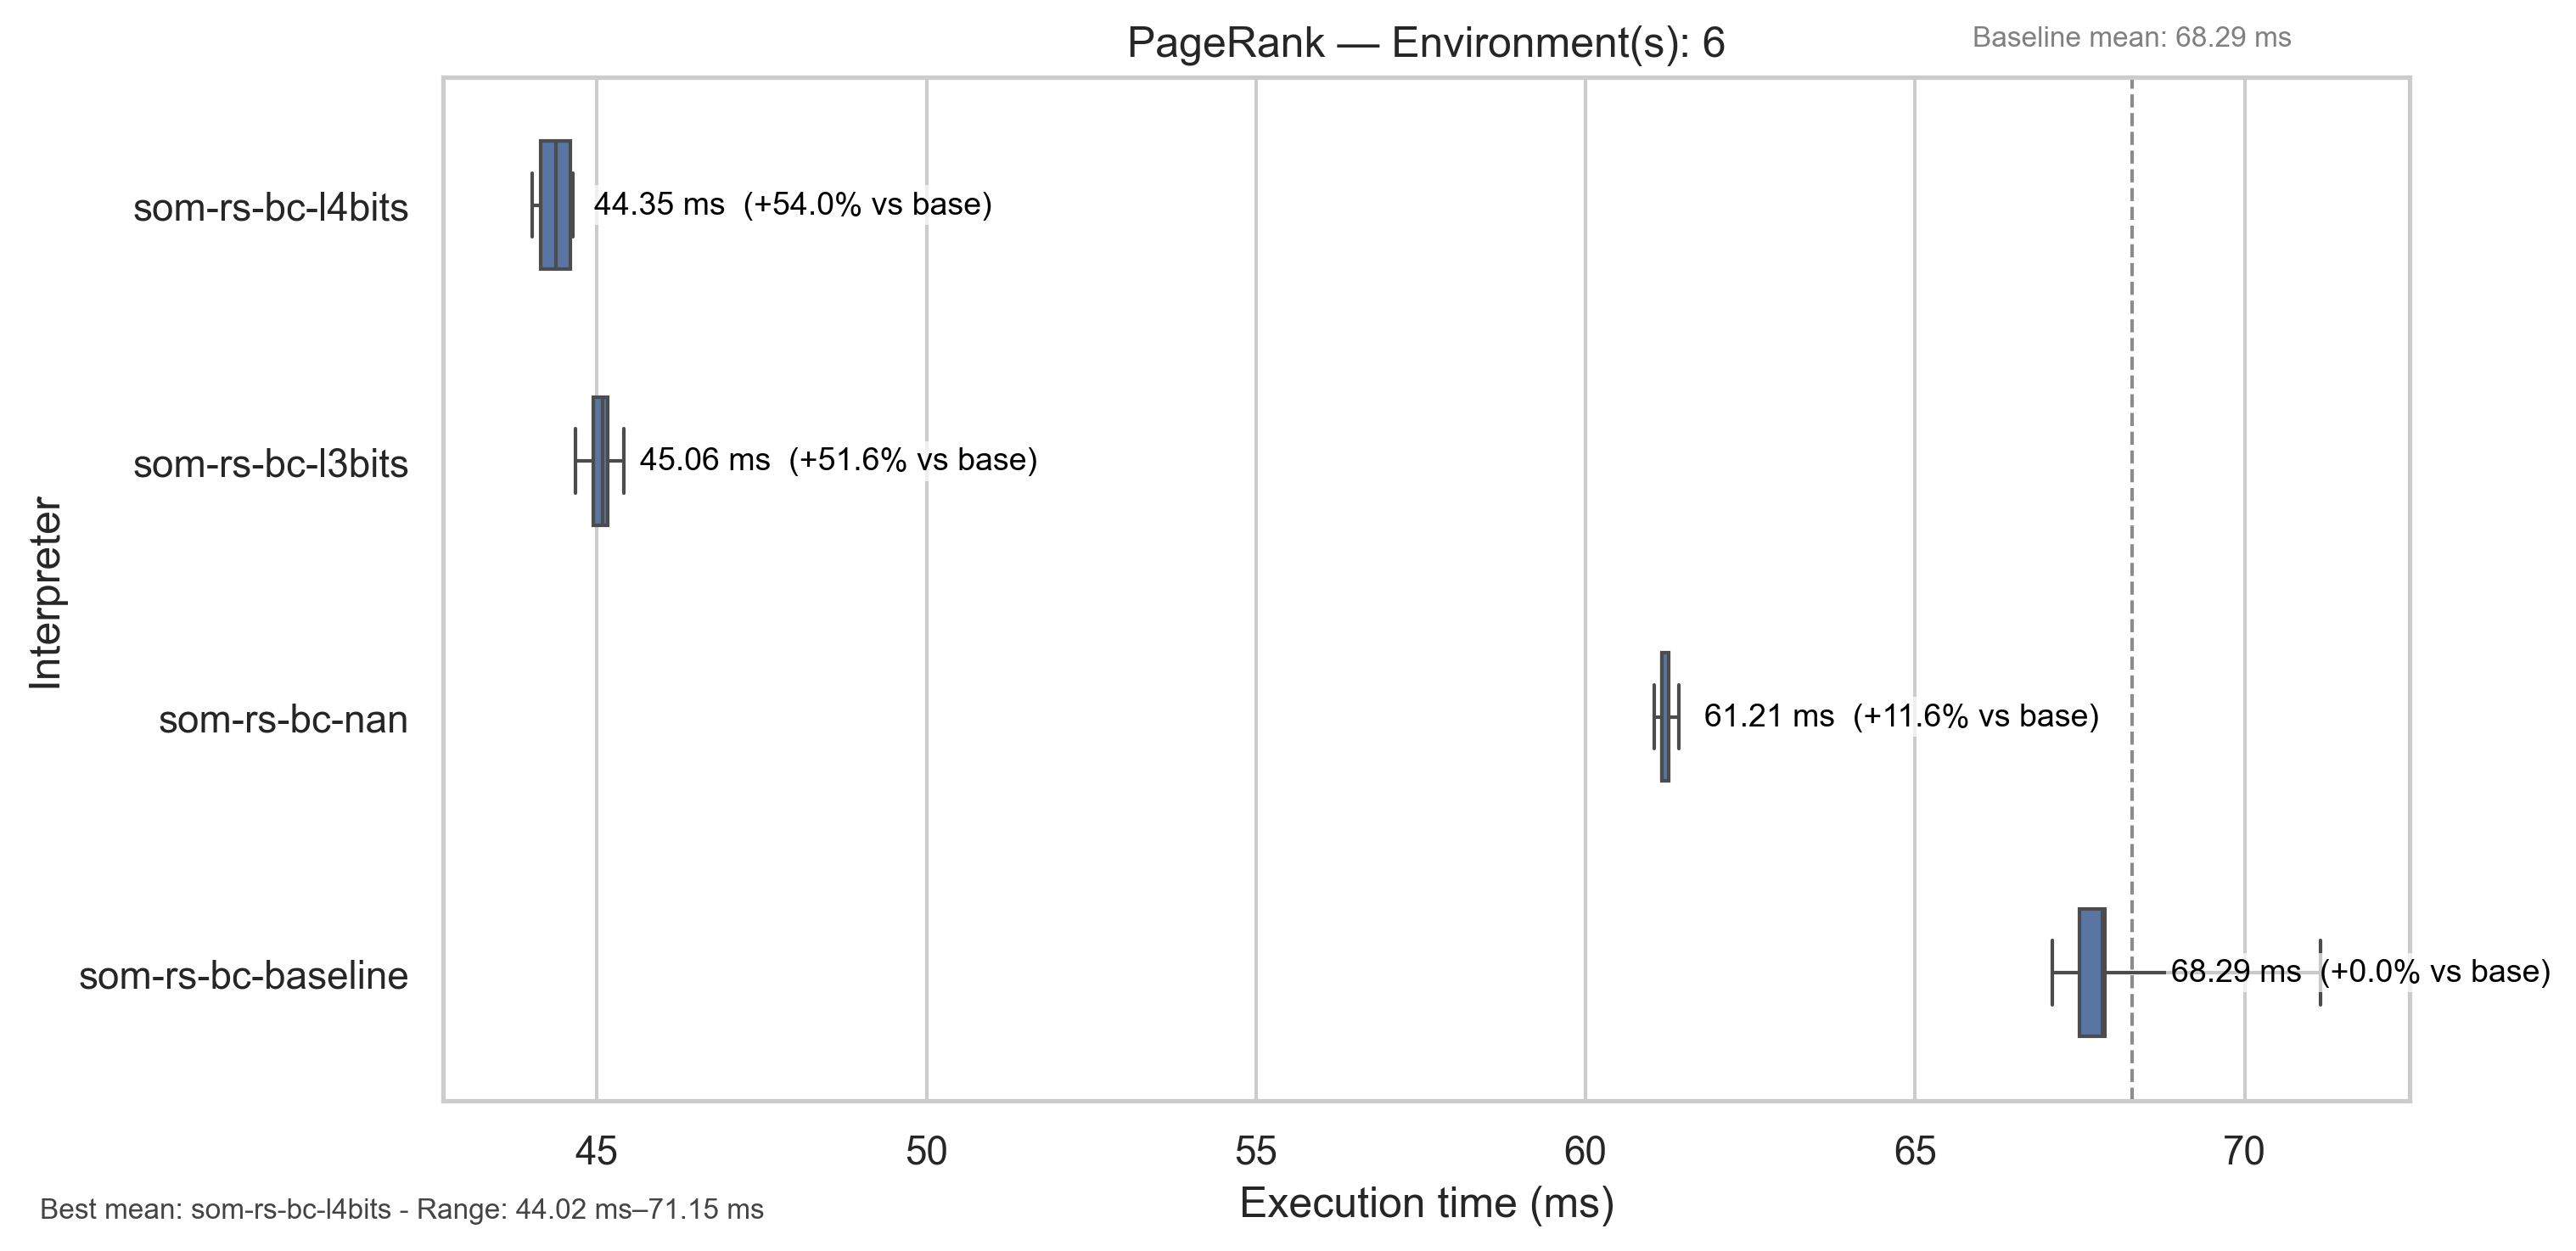 PageRank — Environment(s): 6
Baseline mean: 68.29 ms
Interpreter
som-rs-bc-l4bits
44.35 ms  (+54.0% vs base)
som-rs-bc-l3bits
45.06 ms  (+51.6% vs base)
som-rs-bc-nan
61.21 ms  (+11.6% vs base)
som-rs-bc-baseline
68.29 ms  (+0.0% vs base)
45 50 55 60 65 70
Execution time (ms)
Best mean: som-rs-bc-l4bits - Range: 44.02 ms–71.15 ms